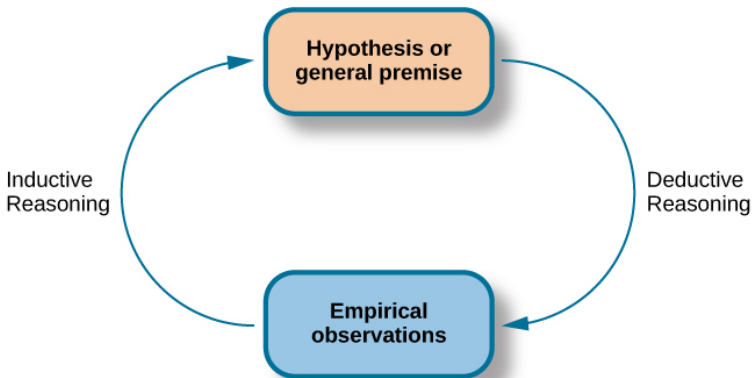 Hypothesis or
general premise
Inductive
Reasoning
Deductive
Reasoning
Empirical
observations